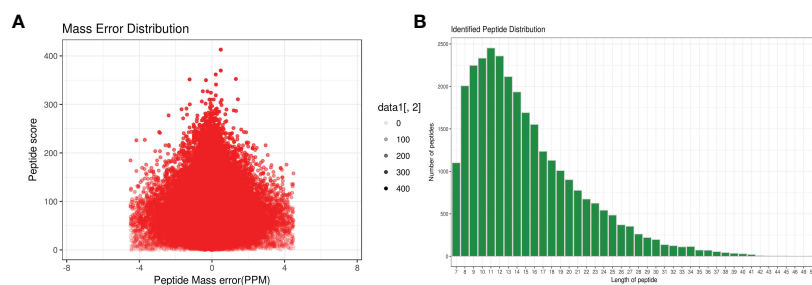 A
Mass Error Distribution
400
300
200
100
0
Peptide score
-8
-4
0
4
8
Peptide Mass error(PPM)
data1[, 2]
0
100
200
300
400
B
Identified Peptide Distribution
2500
2000
1500
1000
500
0
Number of peptides
7 8 9 10 11 12 13 14 15 16 17 18 19 20 21 22 23 24 25 26 27 28 29 30 31 32 33 34 35 36 37 38 39 40 41 42 43 44 45 46 47 48
Length of peptide